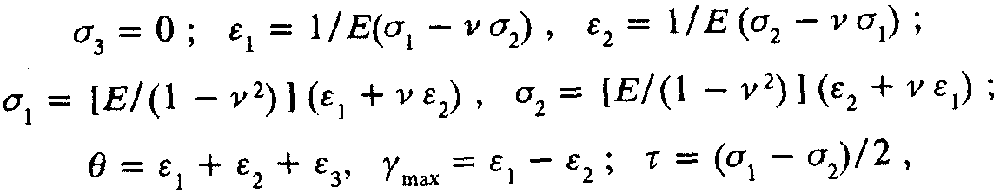 σ₃ = 0 ; ε₁ = 1/E(σ₁ − ν σ₂) , ε₂ = 1/E (σ₂ − ν σ₁) ;
σ₁ = [E/(1 − ν²)] (ε₁ + ν ε₂) , σ₂ = [E/(1 − ν²)] (ε₂ + ν ε₁) ;
θ = ε₁ + ε₂ + ε₃, γ_max = ε₁ − ε₂ ; τ = (σ₁ − σ₂)/2 ,